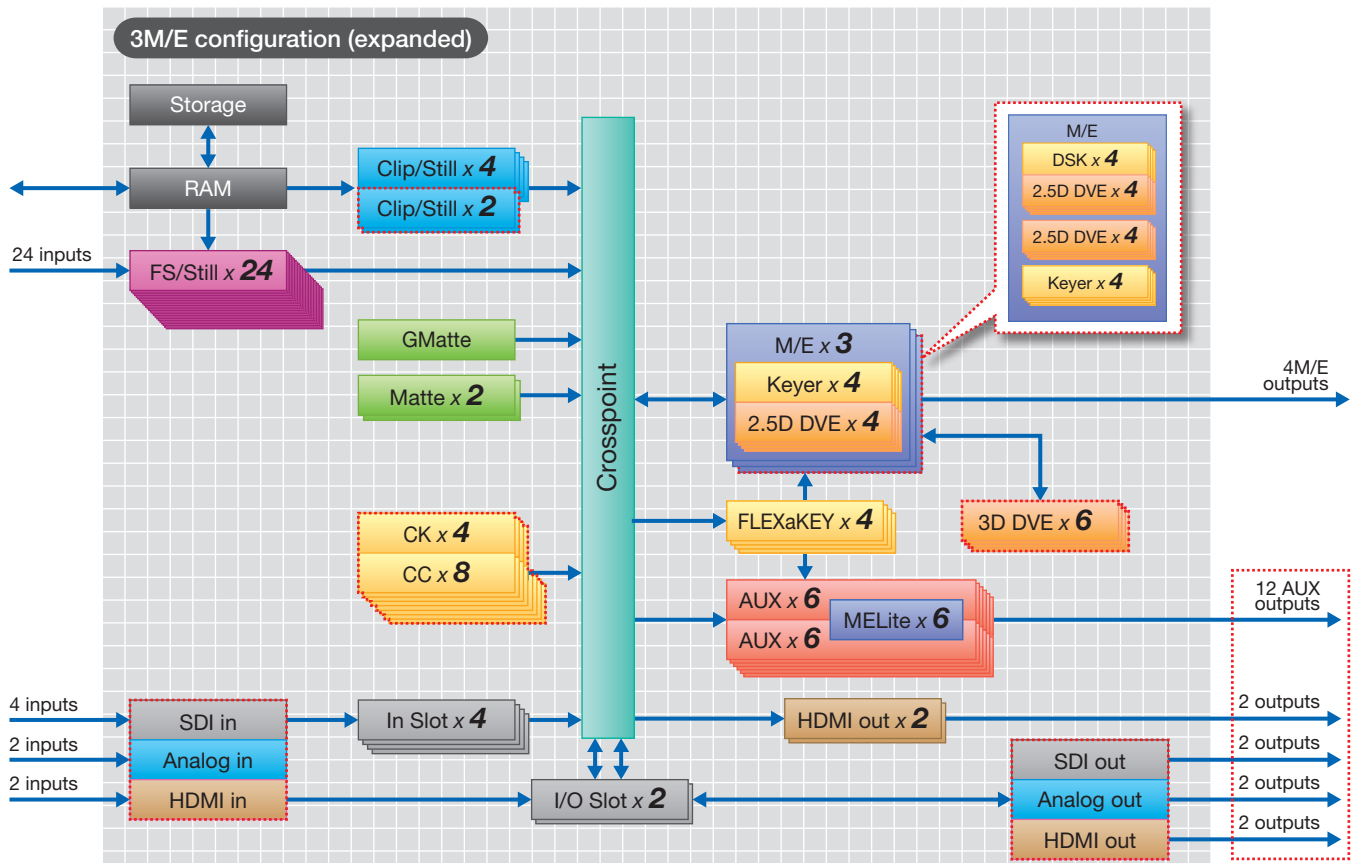 3M/E configuration (expanded)
Storage
RAM
Clip/Still x 4
Clip/Still x 2
24 inputs
FS/Still x 24
GMatte
Matte x 2
CK x 4
CC x 8
Crosspoint
M/E
DSK x 4
2.5D DVE x 4
2.5D DVE x 4
Keyer x 4
M/E x 3
Keyer x 4
2.5D DVE x 4
4M/E
outputs
FLEXaKEY x 4
3D DVE x 6
AUX x 6
MELite x 6
AUX x 6
12 AUX
outputs
4 inputs
SDI in
In Slot x 4
HDMI out x 2
2 outputs
2 inputs
Analog in
SDI out
2 outputs
2 inputs
HDMI in
I/O Slot x 2
Analog out
2 outputs
HDMI out
2 outputs